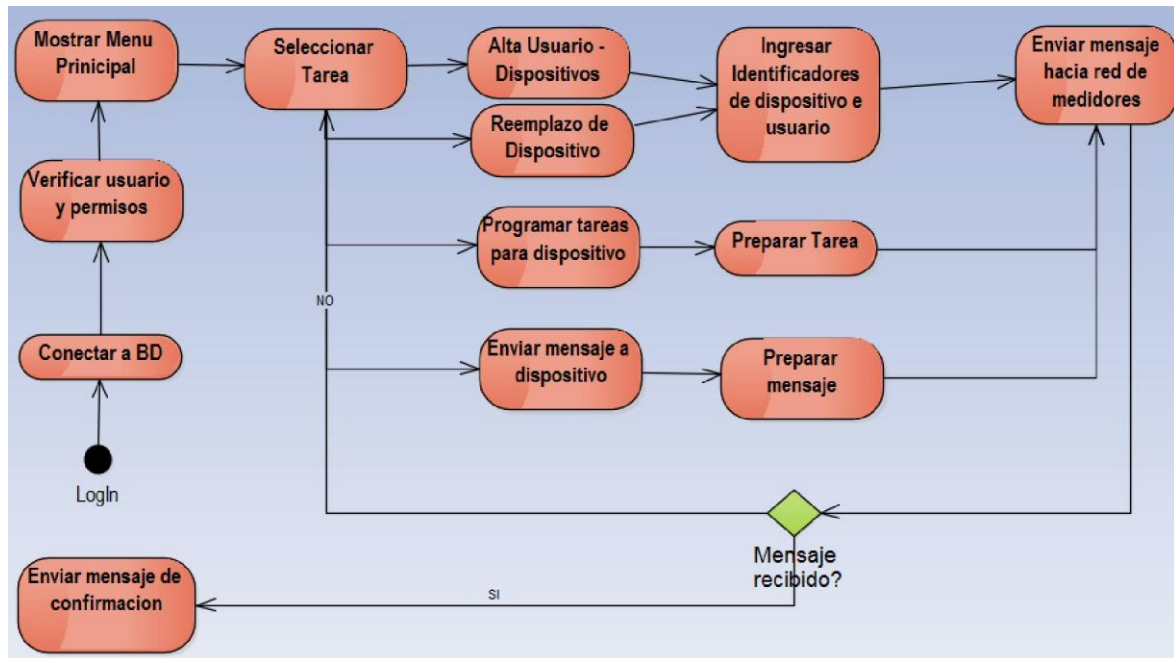 Mostrar Menu
Prinicipal
Seleccionar
Tarea
Alta Usuario -
Dispositivos
Ingresar
Identificadores
de dispositivo e
usuario
Enviar mensaje
hacia red de
medidores
Reemplazo de
Dispositivo
Verificar usuario
y permisos
Programar tareas
para dispositivo
Preparar Tarea
NO
Conectar a BD
Enviar mensaje a
dispositivo
Preparar
mensaje
LogIn
Mensaje
recibido?
Enviar mensaje de
confirmacion
SI